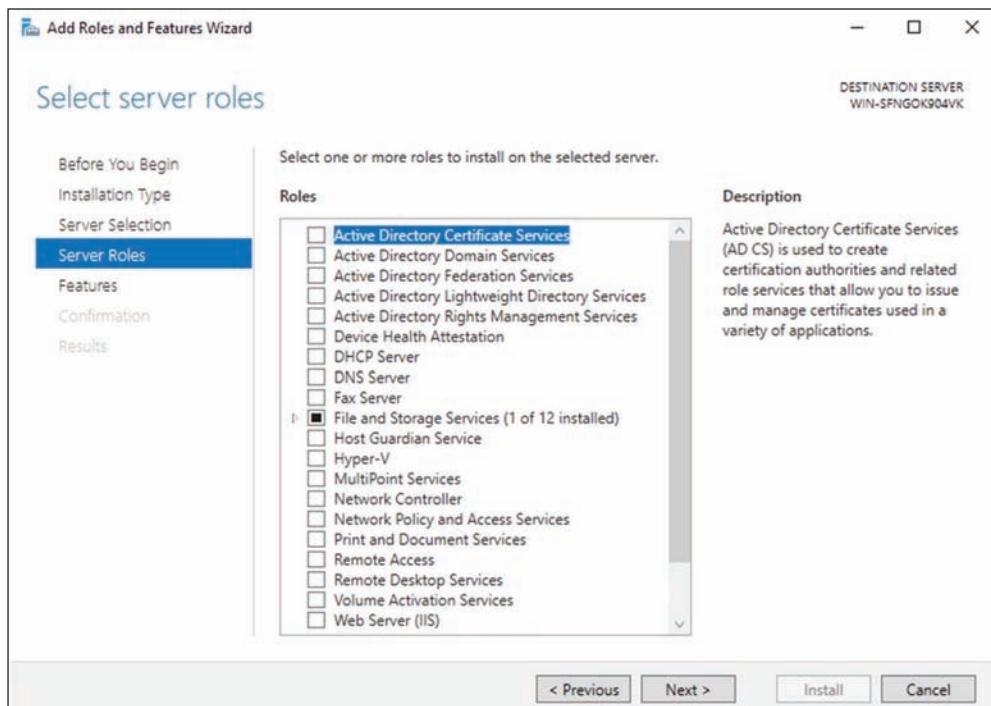 Add Roles and Features Wizard
Select server roles
DESTINATION SERVER
WIN-SFNGOK904VK
Before You Begin
Installation Type
Server Selection
Server Roles
Features
Confirmation
Results
Select one or more roles to install on the selected server.
Roles
Active Directory Certificate Services
Active Directory Domain Services
Active Directory Federation Services
Active Directory Lightweight Directory Services
Active Directory Rights Management Services
Device Health Attestation
DHCP Server
DNS Server
Fax Server
File and Storage Services (1 of 12 installed)
Host Guardian Service
Hyper-V
MultiPoint Services
Network Controller
Network Policy and Access Services
Print and Document Services
Remote Access
Remote Desktop Services
Volume Activation Services
Web Server (IIS)
Description
Active Directory Certificate Services
(AD CS) is used to create
certification authorities and related
role services that allow you to issue
and manage certificates used in a
variety of applications.
< Previous
Next >
Install
Cancel